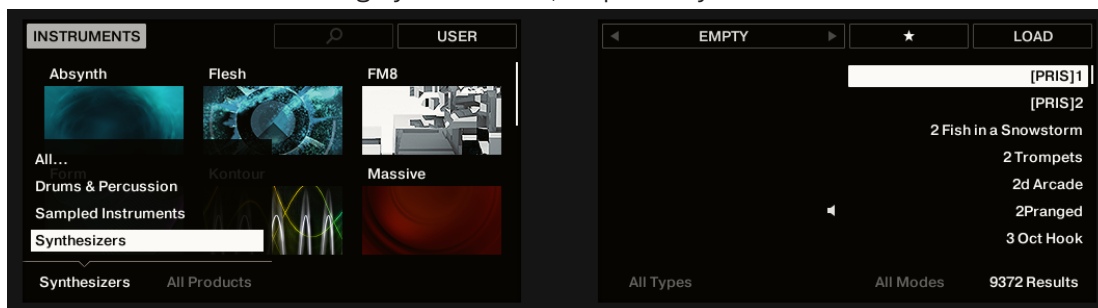 INSTRUMENTS
USER
Absynth Flesh FM8
All...
Form Kontour Massive
Drums & Percussion
Sampled Instruments
Synthesizers
Synthesizers All Products
EMPTY ★ LOAD
[PRIS]1
[PRIS]2
2 Fish in a Snowstorm
2 Trompets
2d Arcade
2Pranged
3 Oct Hook
All Types All Modes 9372 Results